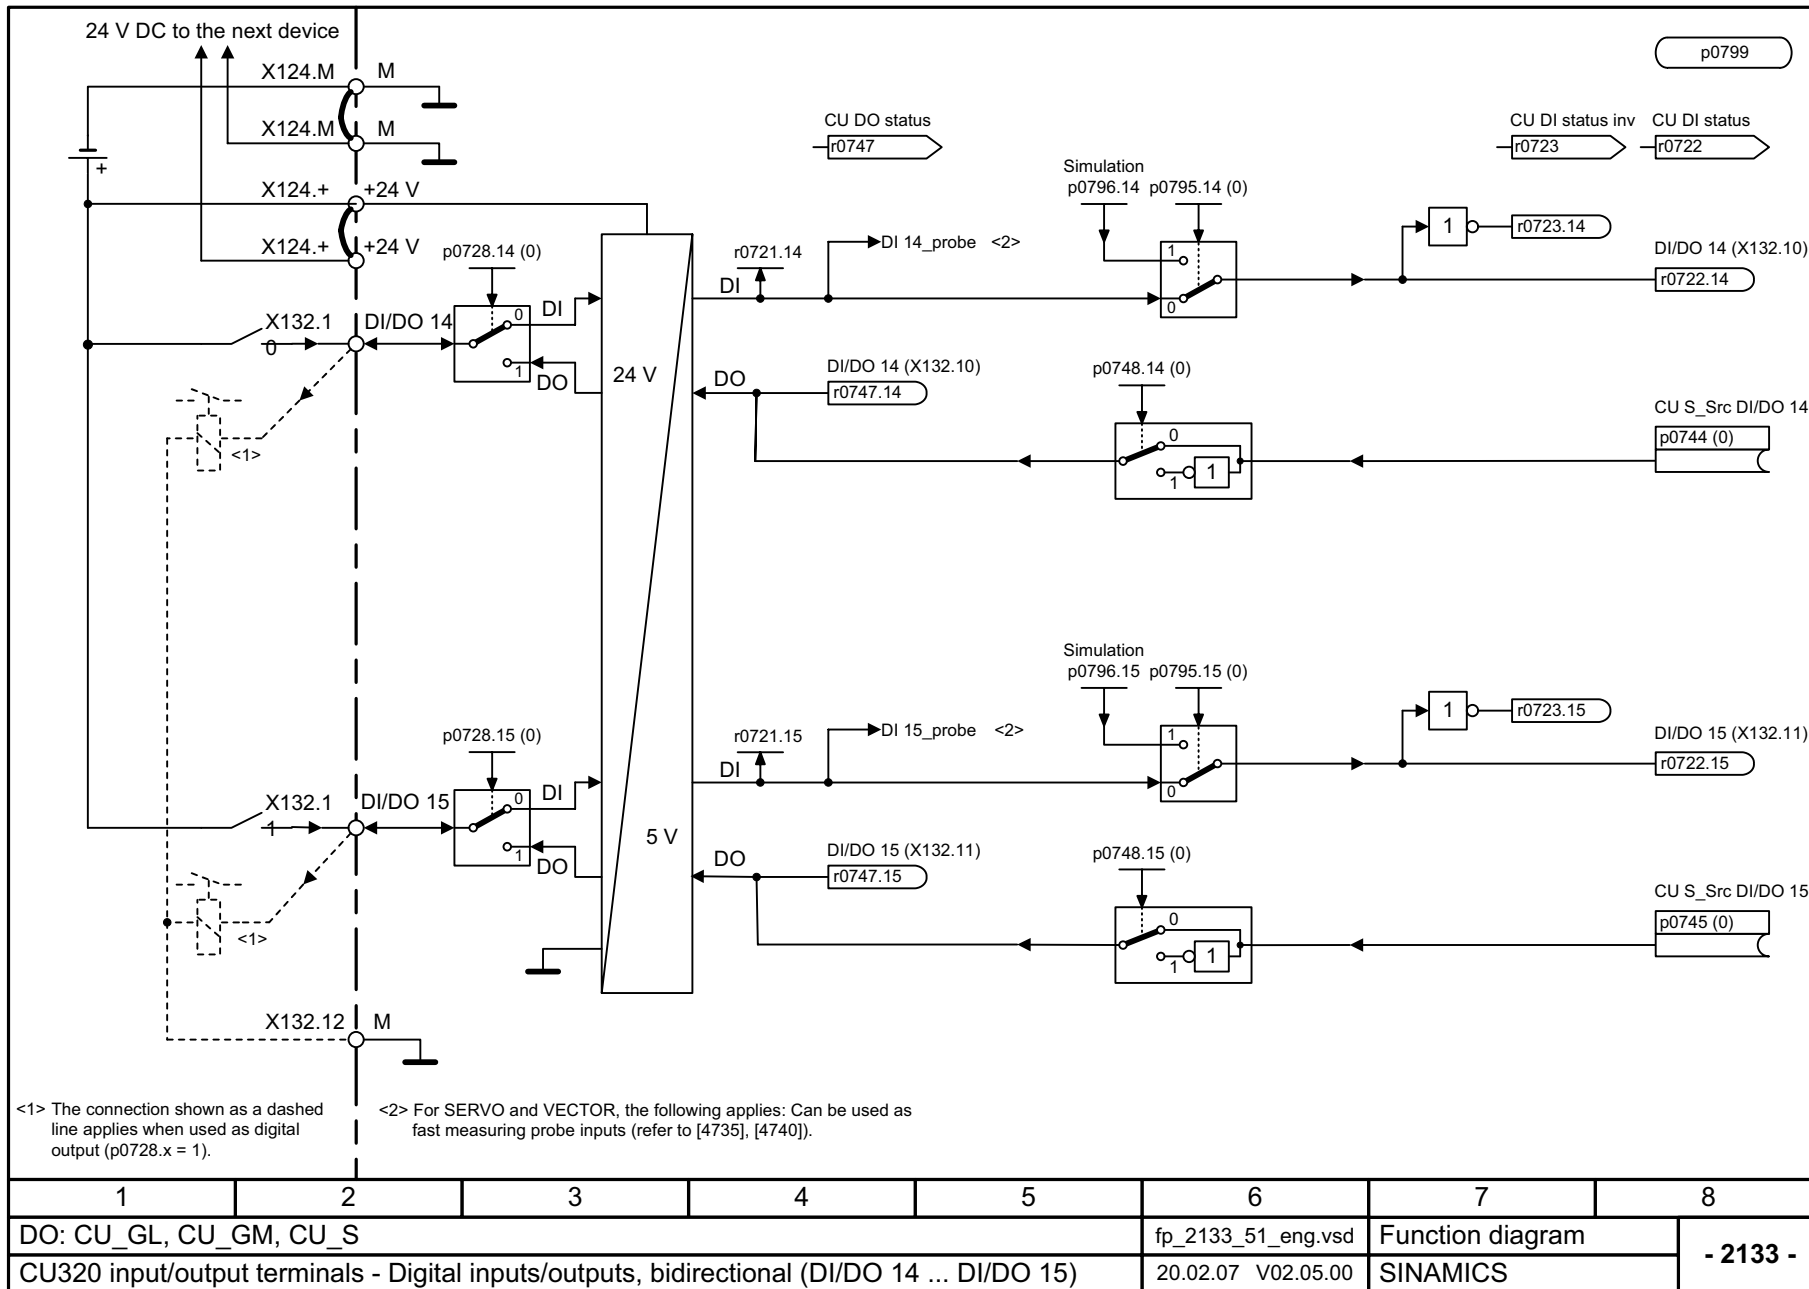 24 V DC to the next device
p0799
X124.M M
X124.M M
+
X124.+ +24 V
X124.+ +24 V
CU DO status
r0747
CU DI status inv
r0723
CU DI status
r0722
Simulation
p0796.14 p0795.14 (0)
1
0
1
r0723.14
DI/DO 14 (X132.10)
r0722.14
p0728.14 (0)
r0721.14
DI 14_probe <2>
DI
X132.1
0
DI/DO 14
0
1
DI
DO
24 V
DO
DI/DO 14 (X132.10)
r0747.14
p0748.14 (0)
0
1
1
CU S_Src DI/DO 14
p0744 (0)
<1>
Simulation
p0796.15 p0795.15 (0)
1
0
1
r0723.15
DI/DO 15 (X132.11)
r0722.15
p0728.15 (0)
r0721.15
DI 15_probe <2>
DI
X132.1
1
DI/DO 15
0
1
DI
DO
5 V
DO
DI/DO 15 (X132.11)
r0747.15
p0748.15 (0)
0
1
1
CU S_Src DI/DO 15
p0745 (0)
<1>
X132.12 M
<1> The connection shown as a dashed
line applies when used as digital
output (p0728.x = 1).
<2> For SERVO and VECTOR, the following applies: Can be used as
fast measuring probe inputs (refer to [4735], [4740]).
1 2 3 4 5 6 7 8
DO: CU_GL, CU_GM, CU_S
fp_2133_51_eng.vsd
Function diagram
- 2133 -
CU320 input/output terminals - Digital inputs/outputs, bidirectional (DI/DO 14 ... DI/DO 15)
20.02.07 V02.05.00
SINAMICS